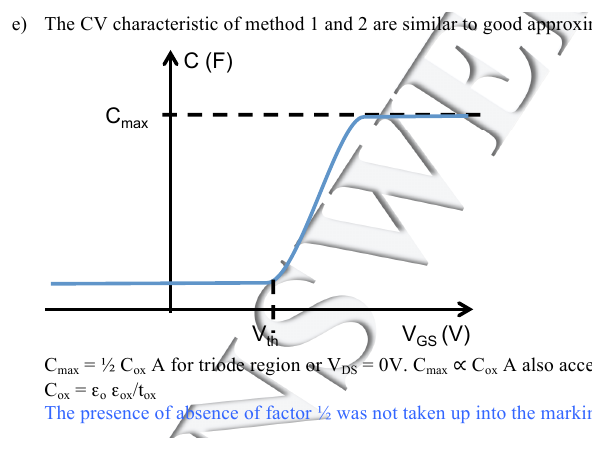 e) The CV characteristic of method 1 and 2 are similar to good approxi
C (F)
Cmax
Vth
VGS (V)
Cmax = ½ Cox A for triode region or VDS = 0V. Cmax ∝ Cox A also acce
Cox = εo εox/tox
The presence of absence of factor ½ was not taken up into the markin